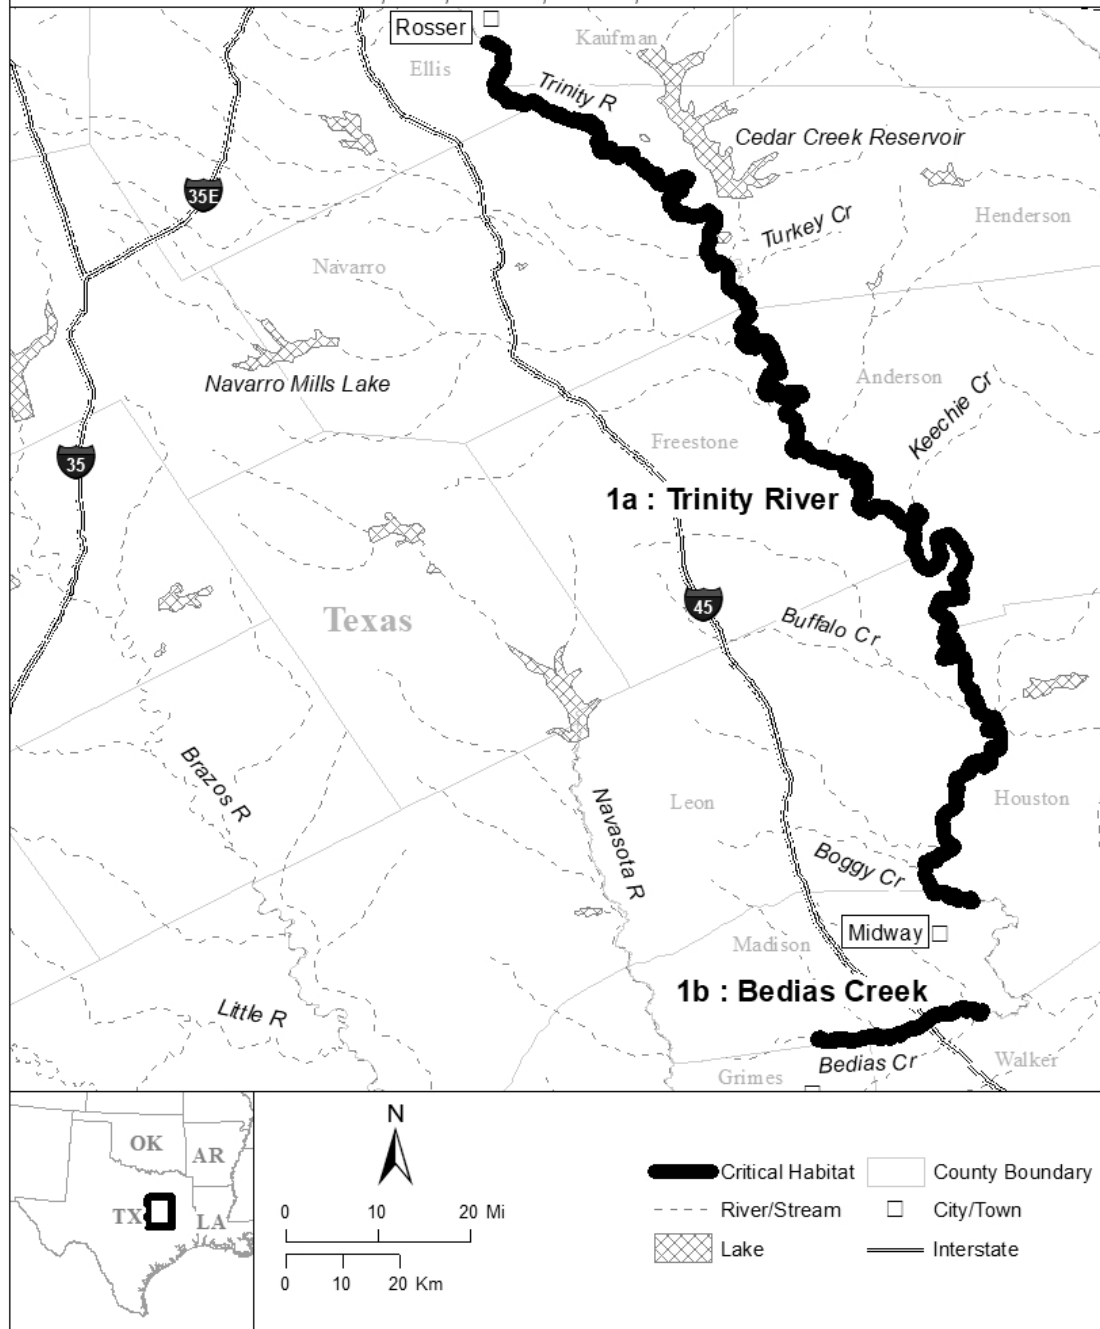 Rosser
Kaufman
Ellis
Trinity R
Cedar Creek Reservoir
35E
Turkey Cr
Henderson
Navarro
Navarro Mills Lake
Anderson
Keechie Cr
Freestone
35
1a : Trinity River
45
Texas
Buffalo Cr
Brazos R
Navasota R
Leon
Houston
Boggy Cr
Midway
Madison
1b : Bedias Creek
Little R
Bedias Cr
Walker
Grimes
OK
AR
TX
LA
N
0 10 20 Mi
0 10 20 Km
Critical Habitat
County Boundary
River/Stream
City/Town
Lake
Interstate